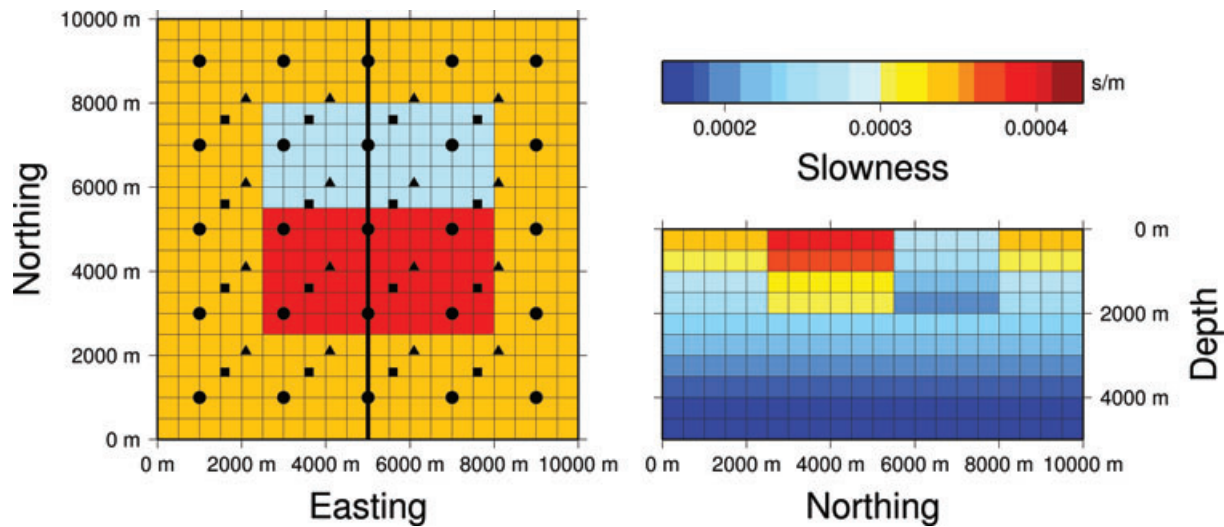 10000 m
8000 m
6000 m
4000 m
2000 m
0 m
Northing
0 m 2000 m 4000 m 6000 m 8000 m 10000 m
Easting
s/m
0.0002 0.0003 0.0004
Slowness
0 m
2000 m
4000 m
Depth
0 m 2000 m 4000 m 6000 m 8000 m 10000 m
Northing